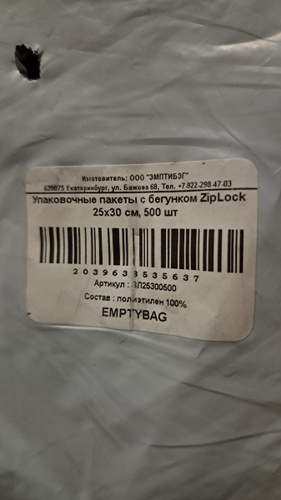 Изготовитель: ООО "ЭМПТИБЭГ"
620075 Екатеринбург, ул. Бажова 68, Тел. +7-922-298-47-03
Упаковочные пакеты с бегунком ZipLock
25x30 см, 500 шт
2039638535637
Артикул : ЗЛ25300500
Состав : полиэтилен 100%
EMPTYBAG